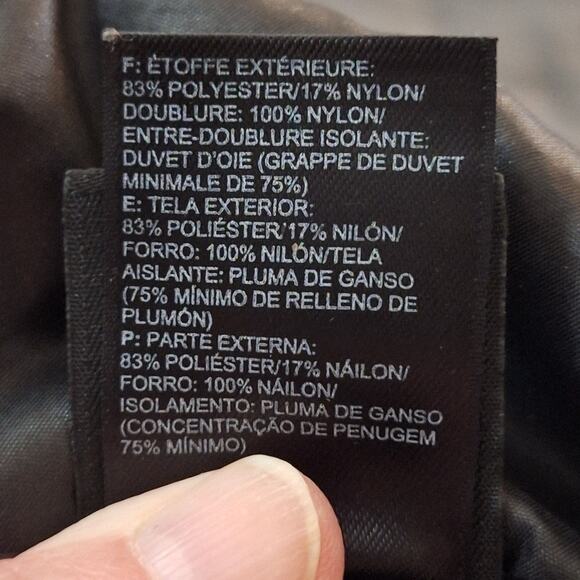 F: ÉTOFFE EXTÉRIEURE:
83% POLYESTER/17% NYLON/
DOUBLURE: 100% NYLON/
ENTRE-DOUBLURE ISOLANTE:
DUVET D'OIE (GRAPPE DE DUVET
MINIMALE DE 75%)
E: TELA EXTERIOR:
83% POLIÉSTER/17% NILÓN/
FORRO: 100% NILÓN/TELA
AISLANTE: PLUMA DE GANSO
(75% MÍNIMO DE RELLENO DE
PLUMÓN)
P: PARTE EXTERNA:
83% POLIÉSTER/17% NÁILON/
FORRO: 100% NÁILON/
ISOLAMENTO: PLUMA DE GANSO
(CONCENTRAÇÃO DE PENUGEM
75% MÍNIMO)